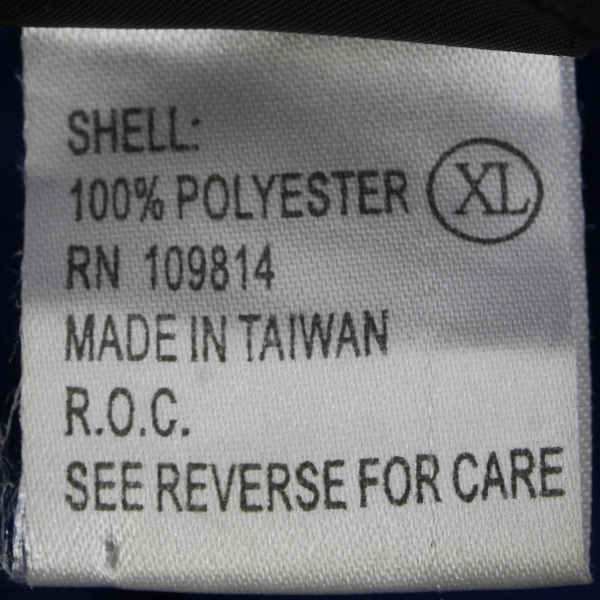 SHELL:
100% POLYESTER XL
RN 109814
MADE IN TAIWAN
R.O.C.
SEE REVERSE FOR CARE